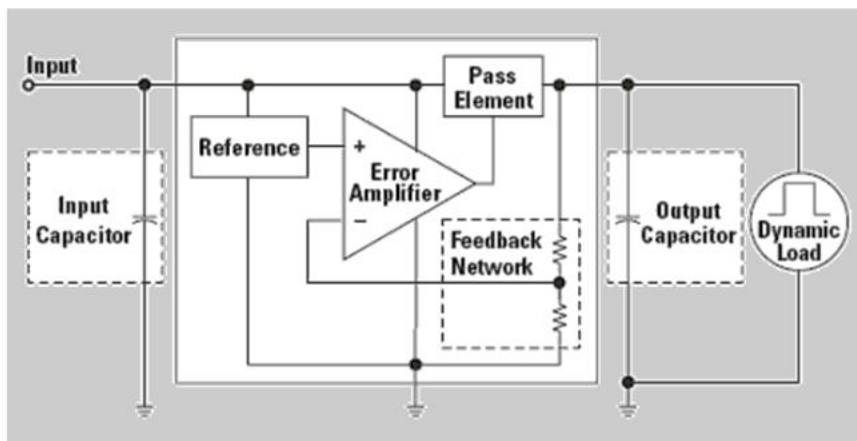 Input
Pass
Element
Reference
+
Error
Amplifier
−
Input
Capacitor
Feedback
Network
Output
Capacitor
Dynamic
Load